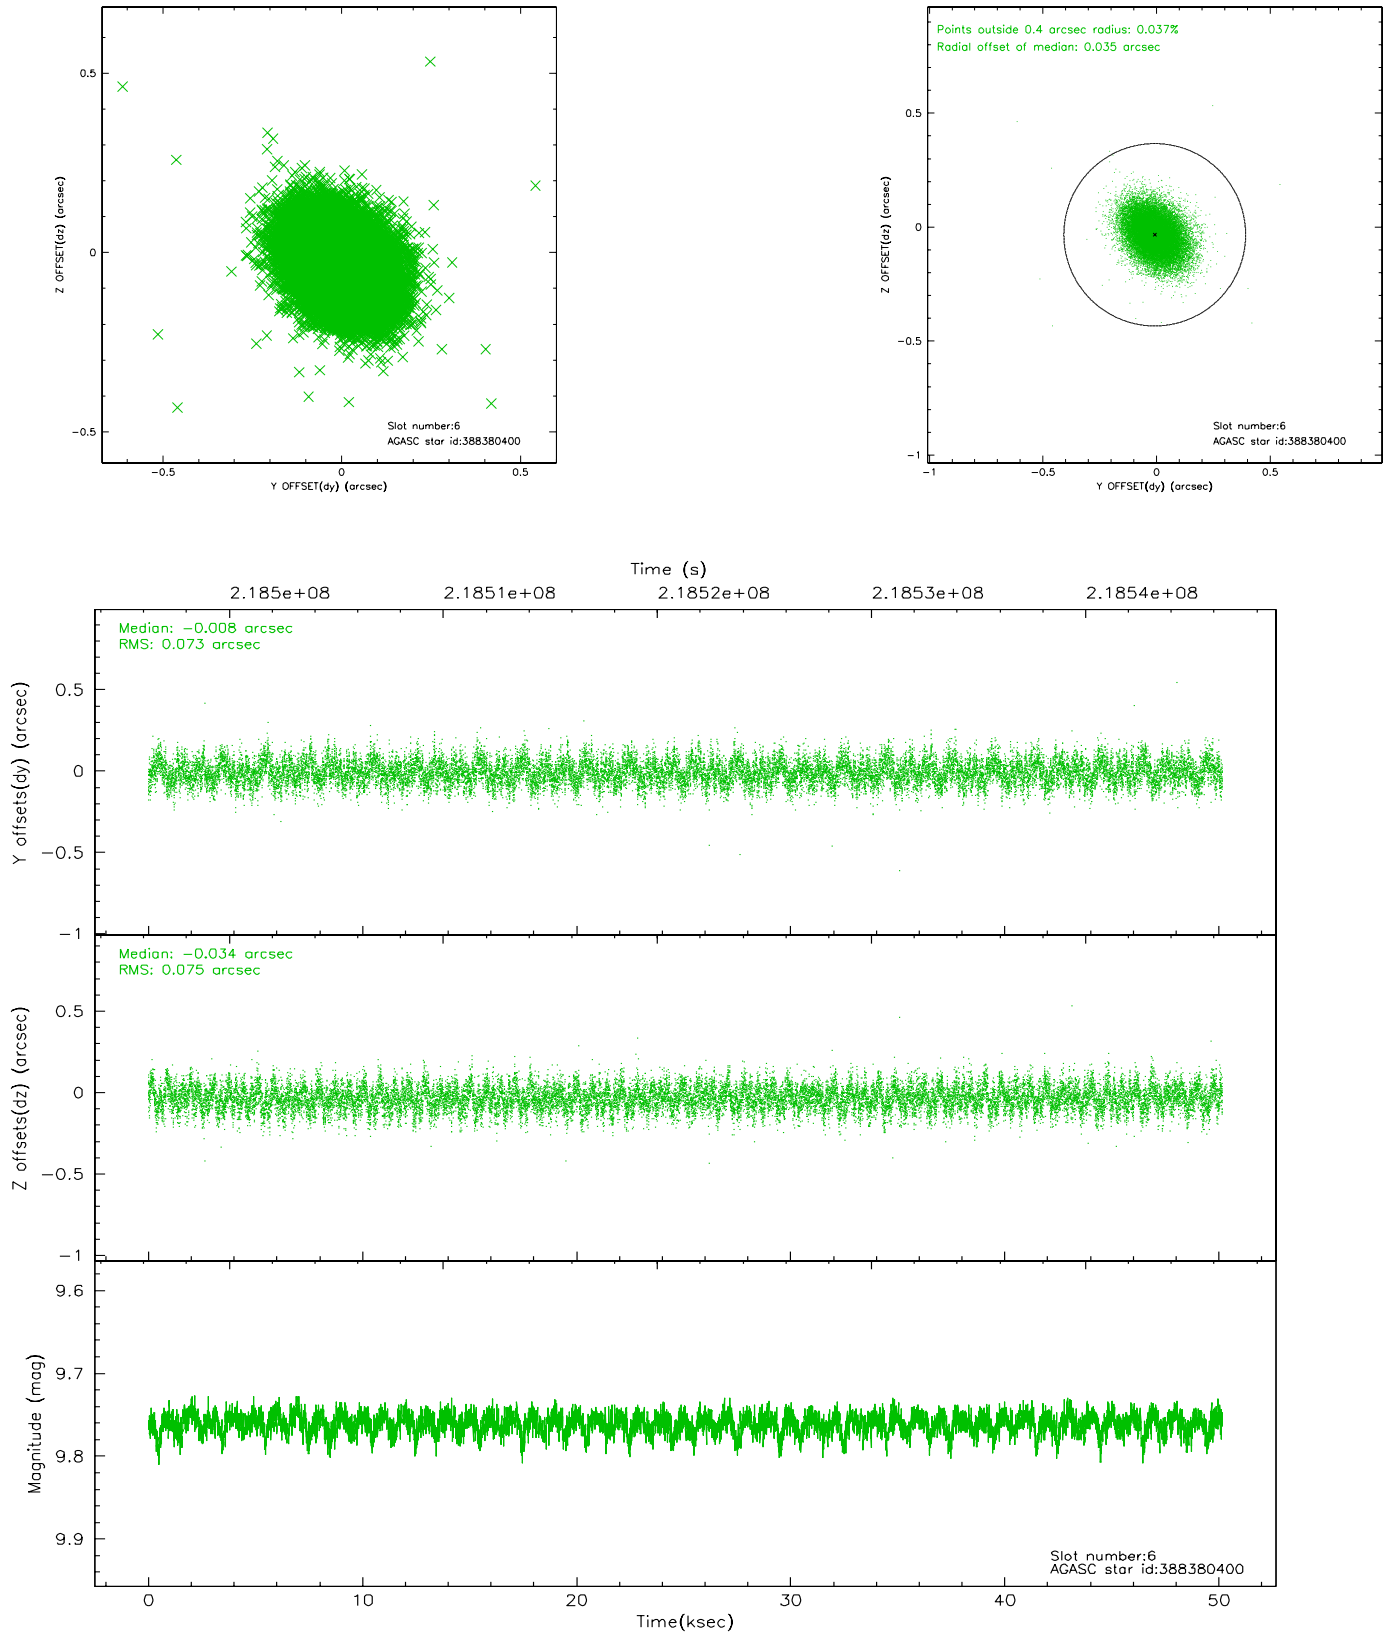 0.5
0
−0.5
Z OFFSET(dz) (arcsec)
Slot number:6
AGASC star id:388380400
−0.5 0 0.5
Y OFFSET(dy) (arcsec)
Points outside 0.4 arcsec radius: 0.037%
Radial offset of median: 0.035 arcsec
0.5
0
−0.5
−1
Z OFFSET(dz) (arcsec)
Slot number:6
AGASC star id:388380400
−1 −0.5 0 0.5
Y OFFSET(dy) (arcsec)
Time (s)
2.185e+08 2.1851e+08 2.1852e+08 2.1853e+08 2.1854e+08
Median: −0.008 arcsec
RMS: 0.073 arcsec
0.5
0
−0.5
−1
Y offsets(dy) (arcsec)
Median: −0.034 arcsec
RMS: 0.075 arcsec
0.5
0
−0.5
−1
Z offsets(dz) (arcsec)
9.6
9.7
9.8
9.9
Magnitude (mag)
Slot number:6
AGASC star id:388380400
0 10 20 30 40 50
Time(ksec)